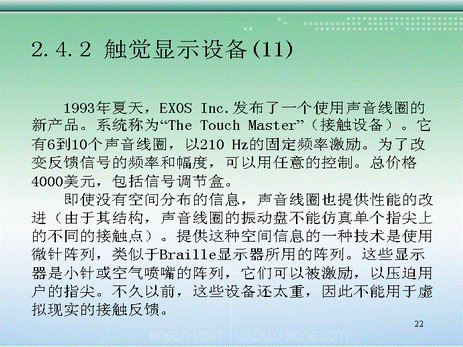 2.4.2 触觉显示设备(11)
1993年夏天，EXOS Inc.发布了一个使用声音线圈的
新产品。系统称为“The Touch Master”（接触设备）。它
有6到10个声音线圈，以210 Hz的固定频率激励。为了改
变反馈信号的频率和幅度，可以用任意的控制。总价格
4000美元，包括信号调节盒。
即使没有空间分布的信息，声音线圈也提供性能的改
进（由于其结构，声音线圈的振动盘不能仿真单个指尖上
的不同的接触点）。提供这种空间信息的一种技术是使用
微针阵列，类似于Braille显示器所用的阵列。这些显示
器是小针或空气喷嘴的阵列，它们可以被激励，以压迫用
户的指尖。不久以前，这些设备还太重，因此不能用于虚
拟现实的接触反馈。
22